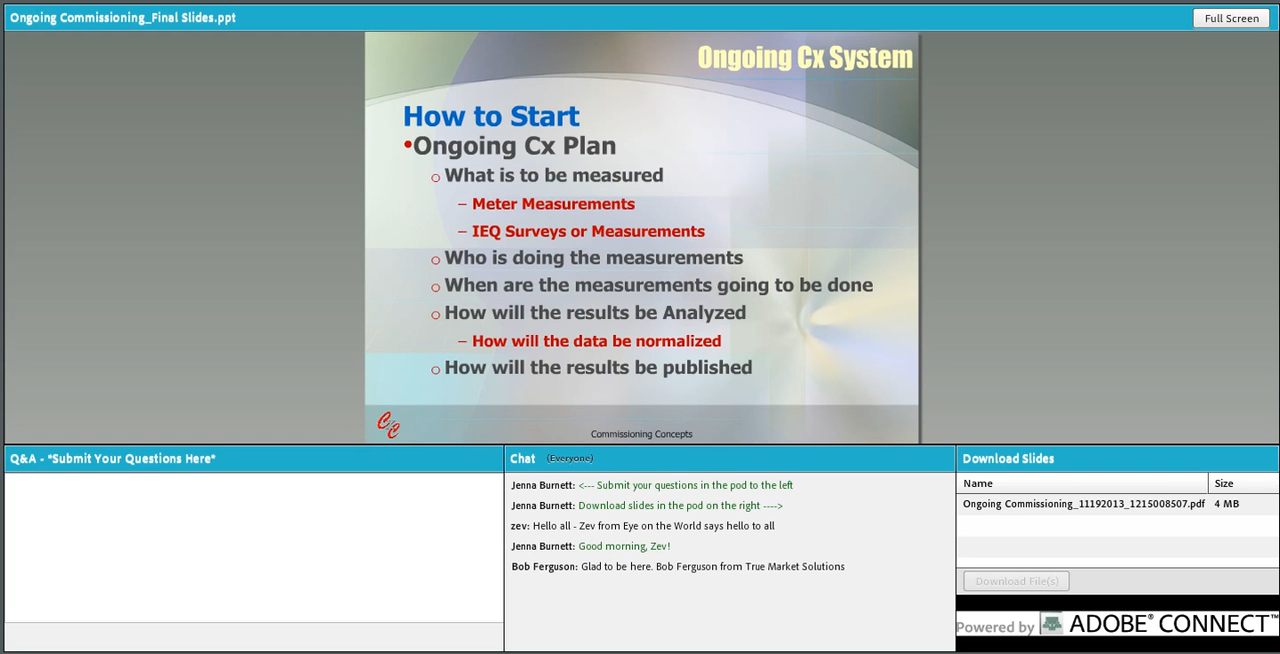 Ongoing Commissioning_Final Slides.ppt
Full Screen
Ongoing Cx System
How to Start
•Ongoing Cx Plan
o What is to be measured
– Meter Measurements
– IEQ Surveys or Measurements
o Who is doing the measurements
o When are the measurements going to be done
o How will the results be Analyzed
– How will the data be normalized
o How will the results be published
CxC
Commissioning Concepts
Q&A - *Submit Your Questions Here*
Chat (Everyone)
Jenna Burnett: <--- Submit your questions in the pod to the left
Jenna Burnett: Download slides in the pod on the right ---->
zev: Hello all - Zev from Eye on the World says hello to all
Jenna Burnett: Good morning, Zev!
Bob Ferguson: Glad to be here. Bob Ferguson from True Market Solutions
Download Slides
Name Size
Ongoing Commissioning_11192013_1215008507.pdf 4 MB
Download File(s)
Powered by ADOBE® CONNECT™